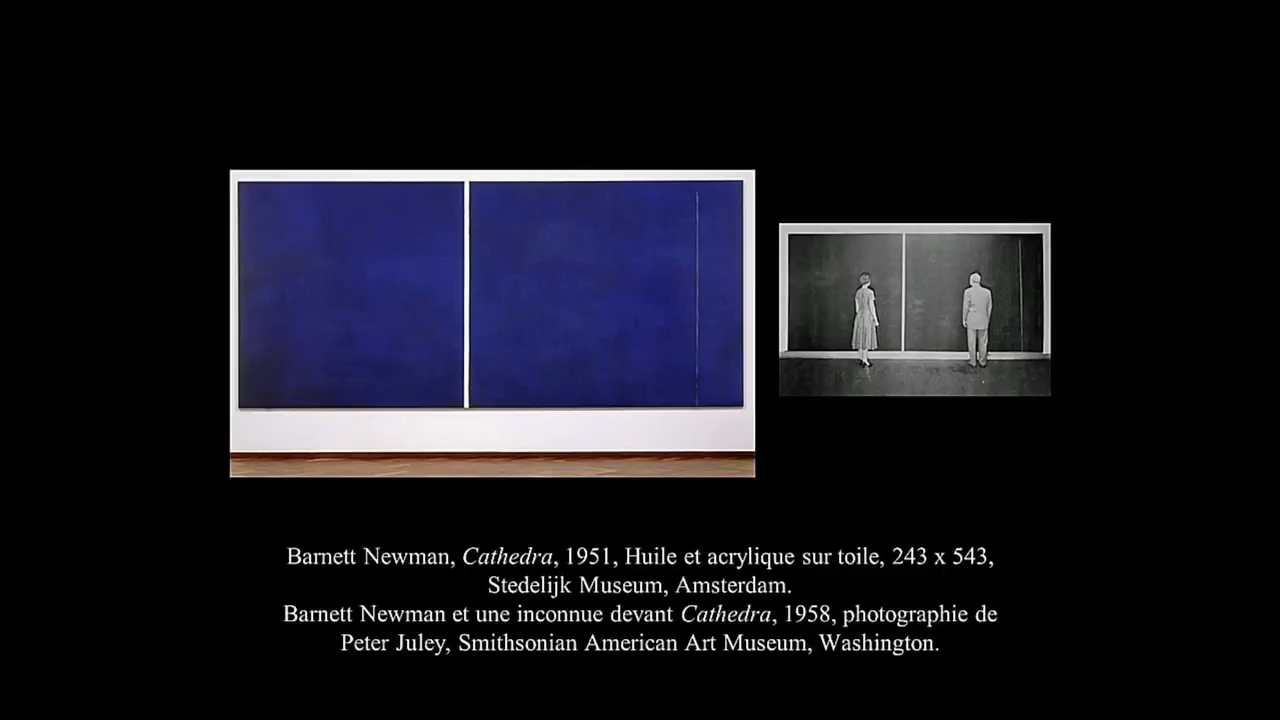 Barnett Newman, Cathedra, 1951, Huile et acrylique sur toile, 243 x 543,
Stedelijk Museum, Amsterdam.
Barnett Newman et une inconnue devant Cathedra, 1958, photographie de
Peter Juley, Smithsonian American Art Museum, Washington.